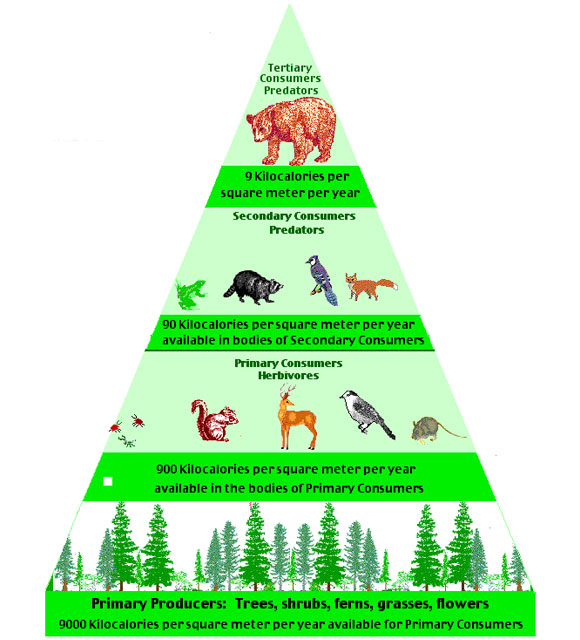 Tertiary
Consumers
Predators
9 Kilocalories per
square meter per year
Secondary Consumers
Predators
90 Kilocalories per square meter per year
available in bodies of Secondary Consumers
Primary Consumers
Herbivores
900 Kilocalories per square meter per year
available in the bodies of Primary Consumers
Primary Producers: Trees, shrubs, ferns, grasses, flowers
9000 Kilocalories per square meter per year available for Primary Consumers